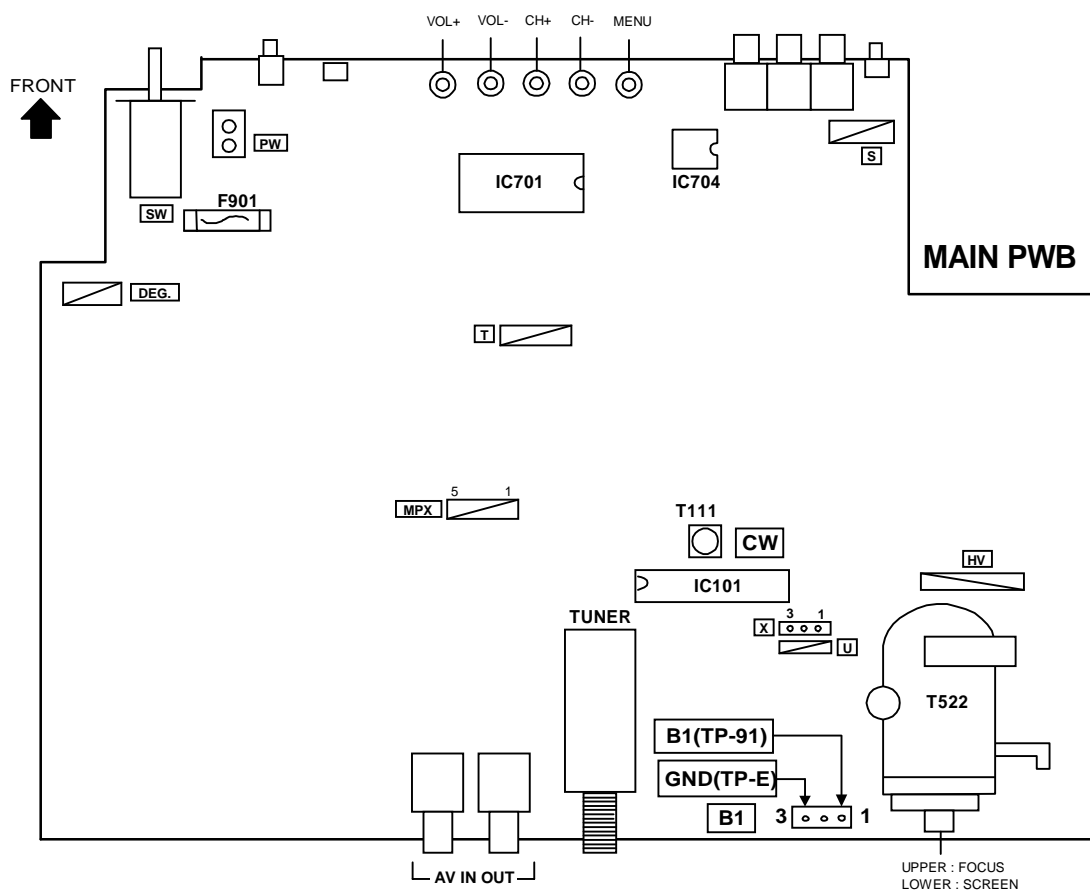 VOL+ VOL- CH+ CH- MENU
FRONT
PW
S
IC701
IC704
F901
SW
MAIN PWB
DEG.
T
5 1
MPX
T111
CW
HV
IC101
TUNER
3 1
X
U
T522
B1(TP-91)
GND(TP-E)
B1
3 1
AV IN OUT
UPPER : FOCUS
LOWER : SCREEN